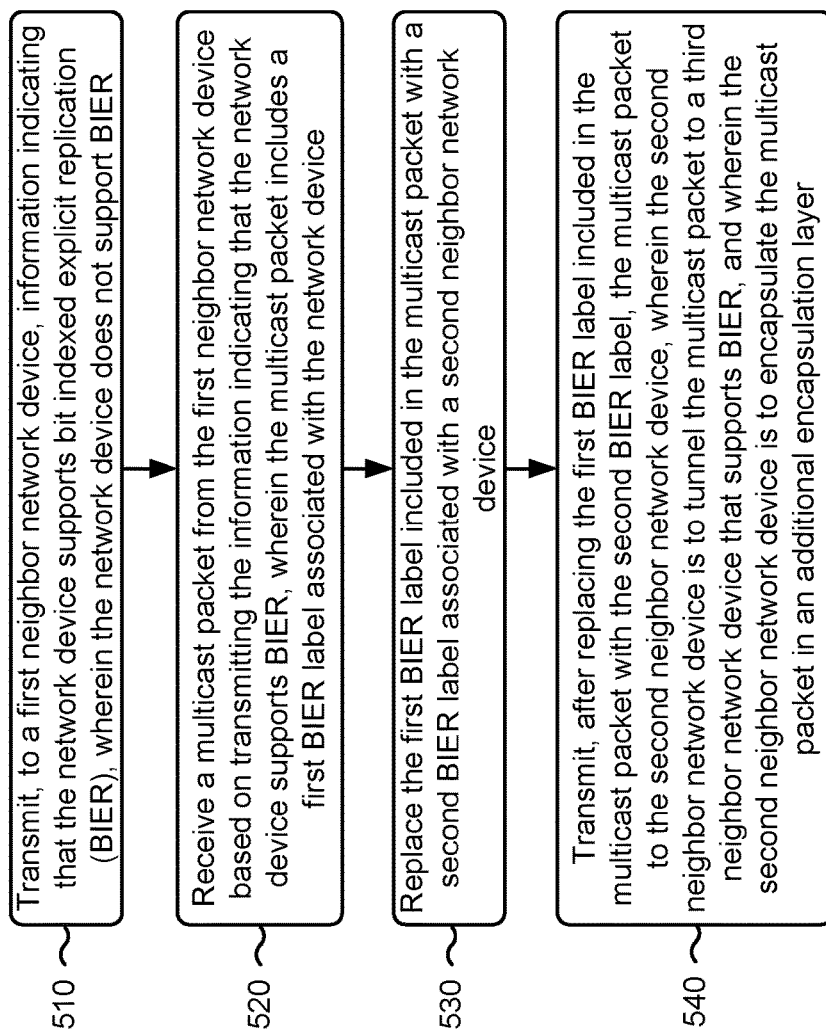 510
Transmit, to a first neighbor network device, information indicating
that the network device supports bit indexed explicit replication
(BIER), wherein the network device does not support BIER
520
Receive a multicast packet from the first neighbor network device
based on transmitting the information indicating that the network
device supports BIER, wherein the multicast packet includes a
first BIER label associated with the network device
530
Replace the first BIER label included in the multicast packet with a
second BIER label associated with a second neighbor network
device
540
Transmit, after replacing the first BIER label included in the
multicast packet with the second BIER label, the multicast packet
to the second neighbor network device, wherein the second
neighbor network device is to tunnel the multicast packet to a third
neighbor network device that supports BIER, and wherein the
second neighbor network device is to encapsulate the multicast
packet in an additional encapsulation layer